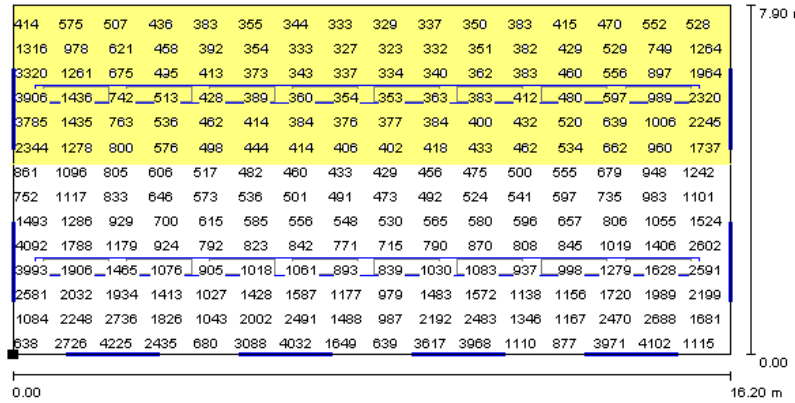 414 575 507 436 383 355 344 333 329 337 350 383 415 470 552 528
7.90
1316 978 621 458 392 354 333 327 323 332 351 382 429 529 749 1264
3320 1261 675 495 413 373 343 337 334 340 362 383 460 556 897 1964
3906 1436 742 513 428 389 360 354 353 363 383 412 480 597 989 2320
3785 1435 763 536 462 414 384 376 377 384 400 432 520 639 1006 2245
2344 1278 800 576 498 444 414 406 402 418 433 462 534 662 960 1737
861 1096 805 606 517 482 460 433 429 456 475 500 555 679 948 1242
752 1117 833 646 573 536 501 491 473 492 524 541 597 735 983 1101
1493 1286 929 700 615 585 556 548 530 565 580 596 657 806 1055 1524
4092 1788 1179 924 792 823 842 771 715 790 870 808 845 1019 1406 2602
3993 1906 1465 1076 905 1018 1061 893 839 1030 1083 937 998 1279 1628 2591
2581 2032 1934 1413 1027 1428 1587 1177 979 1483 1572 1138 1156 1720 1989 2199
1084 2248 2736 1826 1043 2002 2491 1488 987 2192 2483 1346 1167 2470 2688 1681
638 2726 4225 2435 680 3088 4032 1649 639 3617 3968 1110 877 3971 4102 1115
0.00
0.00
16.20 m